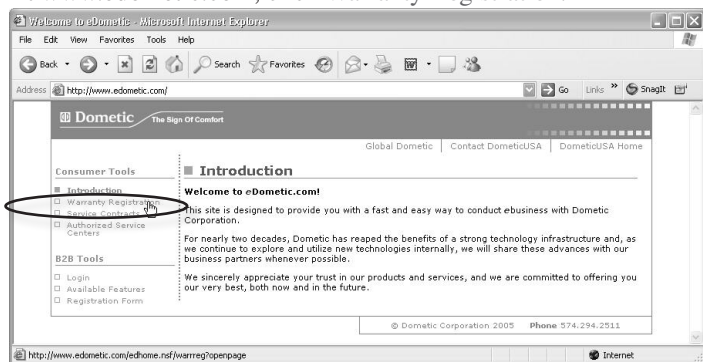 Welcome to eDometic - Microsoft Internet Explorer
File Edit View Favorites Tools Help
Back Search Favorites
Address http://www.edometic.com/ Go Links » SnagIt
Dometic The Sign Of Comfort
Global Dometic Contact DometicUSA DometicUSA Home
Consumer Tools
Introduction
Warranty Registration
Service Contracts
Authorized Service
Centers
B2B Tools
Login
Available Features
Registration Form
Introduction
Welcome to eDometic.com!
This site is designed to provide you with a fast and easy way to conduct ebusiness with Dometic
Corporation.
For nearly two decades, Dometic has reaped the benefits of a strong technology infrastructure and, as
we continue to explore and utilize new technologies internally, we will share these advances with our
business partners whenever possible.
We sincerely appreciate your trust in our products and services, and we are committed to offering you
our very best, both now and in the future.
© Dometic Corporation 2005 Phone 574.294.2511
http://www.edometic.com/edhome.nsf/warrreg?openpage Internet